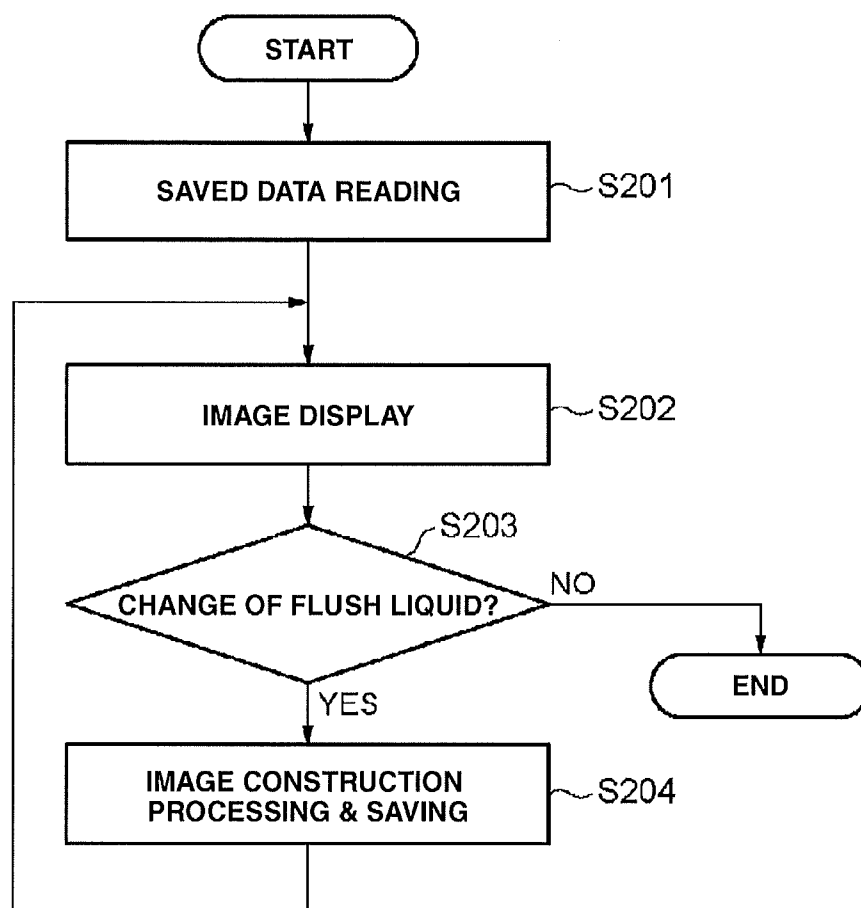 START
SAVED DATA READING
S201
IMAGE DISPLAY
S202
S203
CHANGE OF FLUSH LIQUID?
NO
END
YES
IMAGE CONSTRUCTION
PROCESSING & SAVING
S204